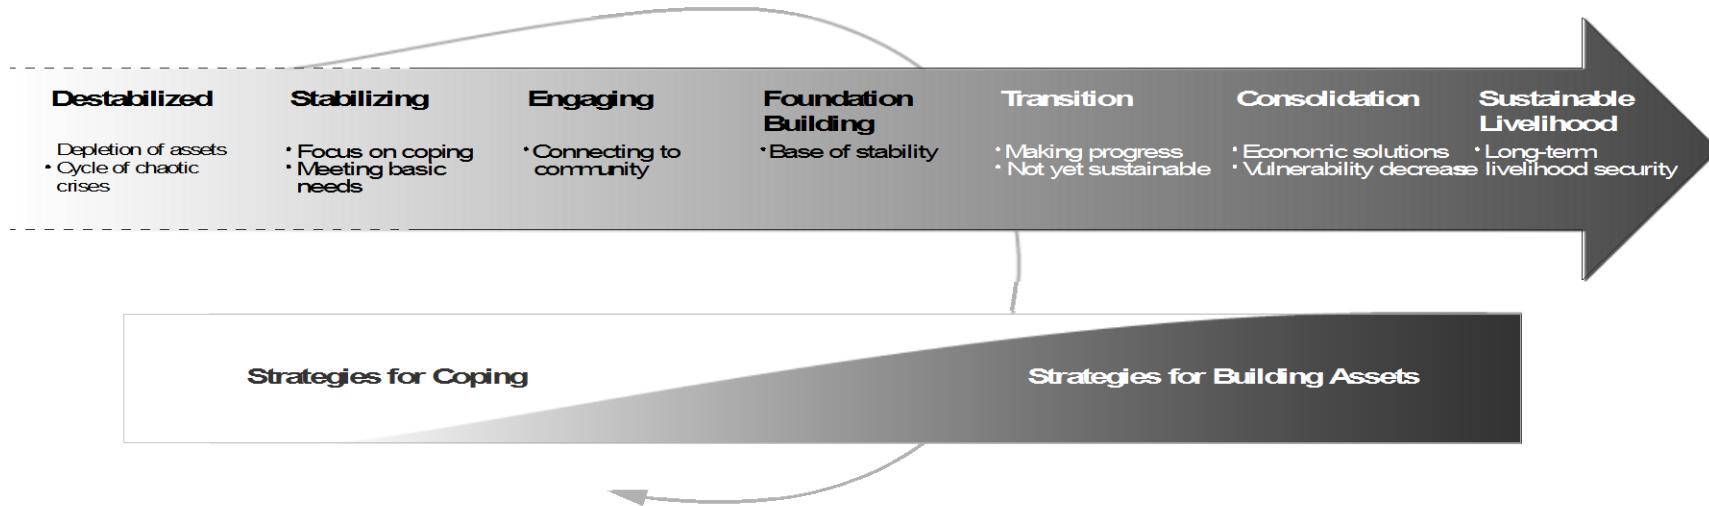 Destabilized
Depletion of assets
• Cycle of chaotic
crises
Stabilizing
• Focus on coping
• Meeting basic
needs
Engaging
• Connecting to
community
Foundation
Building
• Base of stability
Transition
• Making progress
• Not yet sustainable
Consolidation
• Economic solutions
• Vulnerability decrease
Sustainable
Livelihood
• Long-term
livelihood security
Strategies for Coping
Strategies for Building Assets